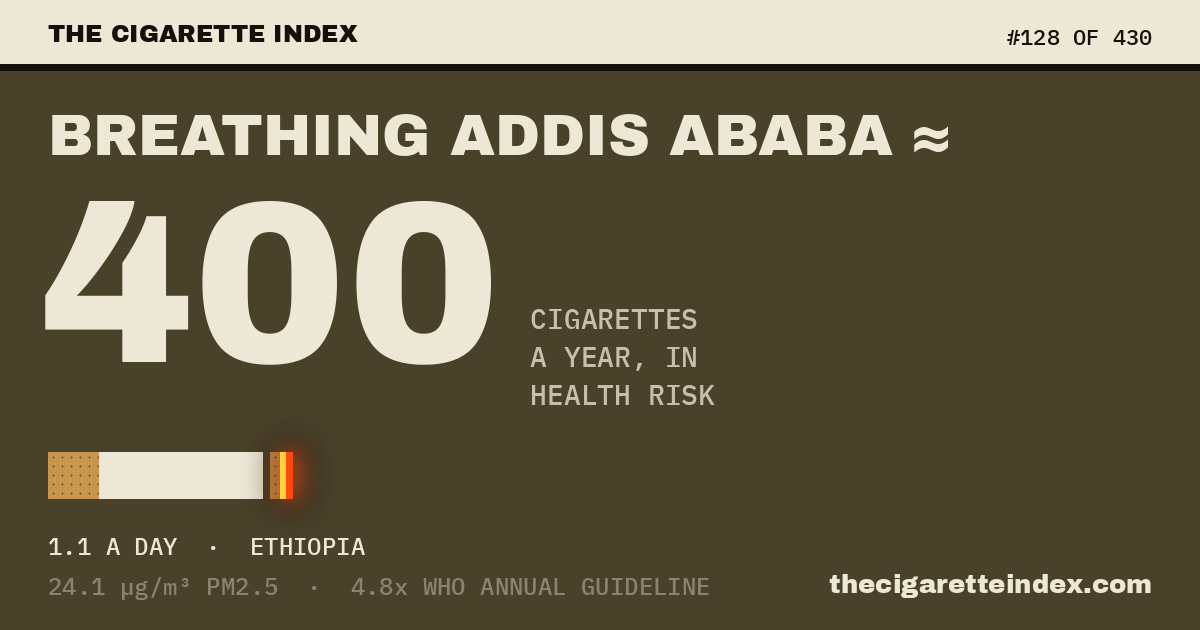 THE CIGARETTE INDEX
#128 OF 430
BREATHING ADDIS ABABA ≈
400
CIGARETTES
A YEAR, IN
HEALTH RISK
1.1 A DAY · ETHIOPIA
24.1 µg/m³ PM2.5 · 4.8x WHO ANNUAL GUIDELINE
thecigaretteindex.com